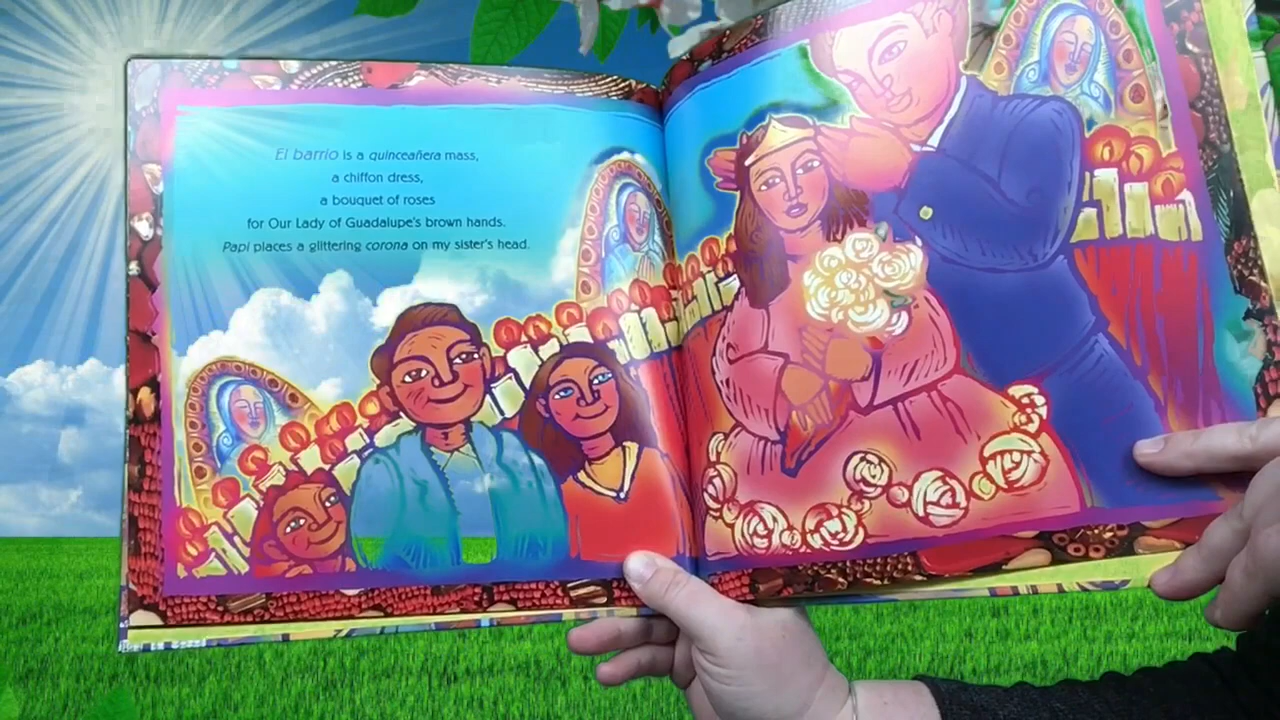 El barrio is a quinceañera mass,
a chiffon dress,
a bouquet of roses
for Our Lady of Guadalupe's brown hands.
Papi places a glittering corona on my sister's head.